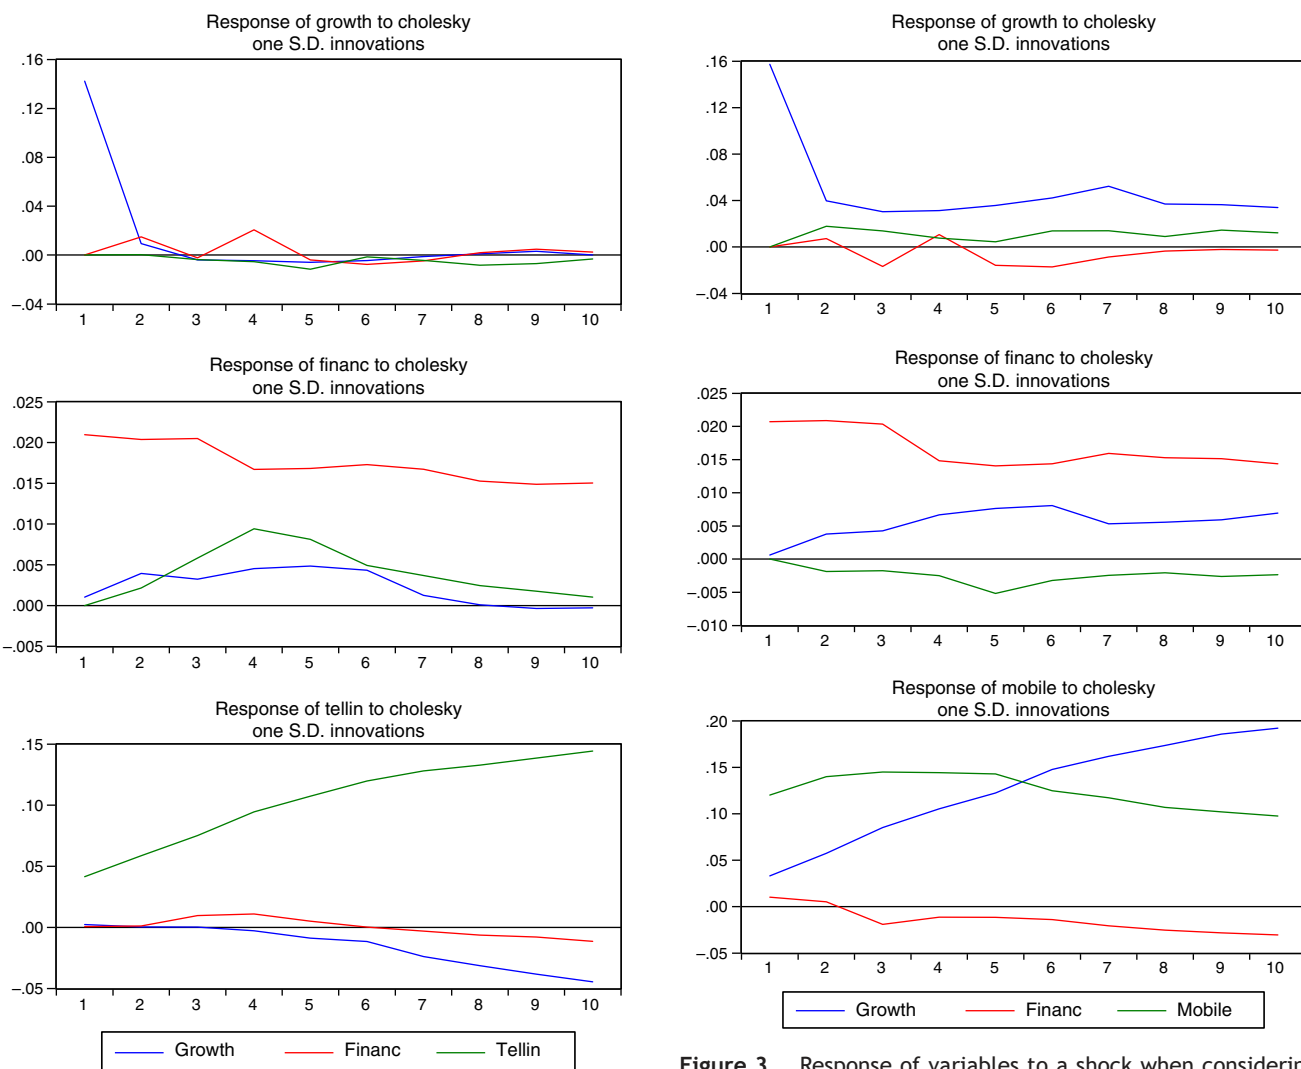 Response of growth to cholesky
one S.D. innovations
.16
.12
.08
.04
.00
–.04
1 2 3 4 5 6 7 8 9 10
Response of financ to cholesky
one S.D. innovations
.025
.020
.015
.010
.005
.000
–.005
1 2 3 4 5 6 7 8 9 10
Response of tellin to cholesky
one S.D. innovations
.15
.10
.05
.00
–.05
1 2 3 4 5 6 7 8 9 10
Growth Financ Tellin
Response of growth to cholesky
one S.D. innovations
.16
.12
.08
.04
.00
–.04
1 2 3 4 5 6 7 8 9 10
Response of financ to cholesky
one S.D. innovations
.025
.020
.015
.010
.005
.000
–.005
–.010
1 2 3 4 5 6 7 8 9 10
Response of mobile to cholesky
one S.D. innovations
.20
.15
.10
.05
.00
–.05
1 2 3 4 5 6 7 8 9 10
Growth Financ Mobile
Figure 3 Response of variables to a shock when considerin